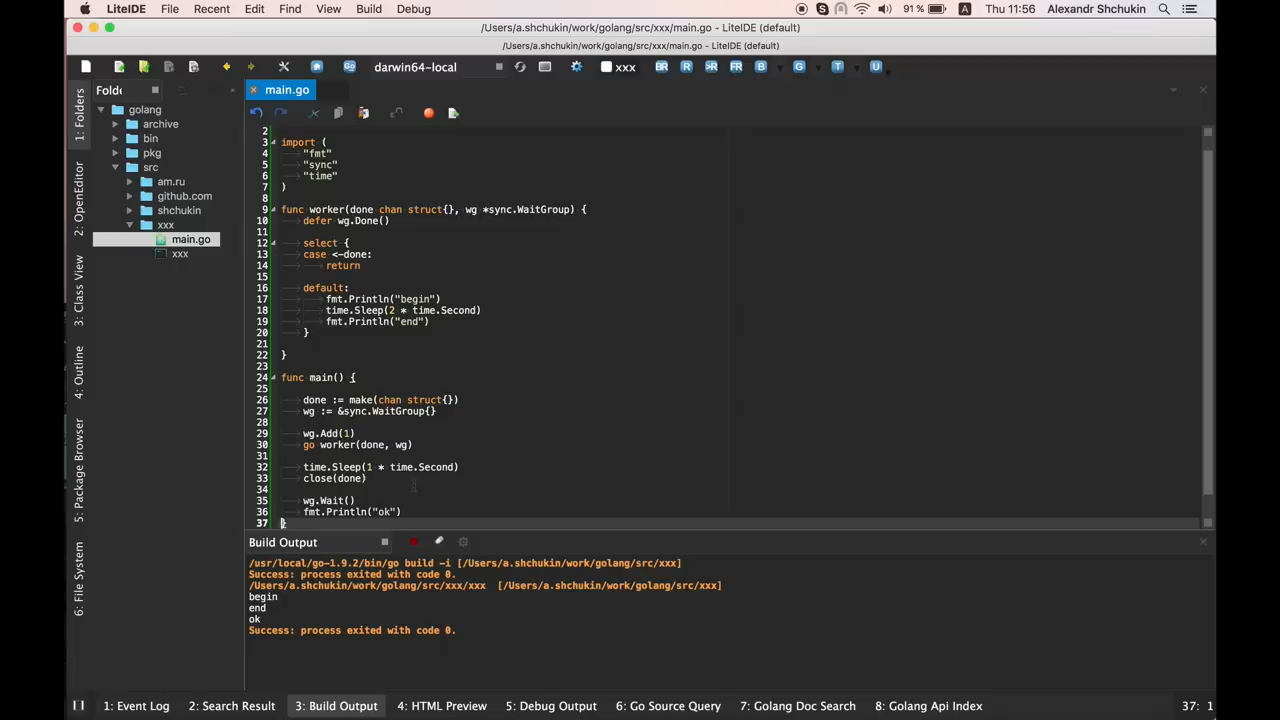 LiteIDE File Recent Edit Find View Build Debug 91% A Thu 11:56 Alexandr Shchukin
/Users/a.shchukin/work/golang/src/xxx/main.go - LiteIDE (default)
/Users/a.shchukin/work/golang/src/xxx/main.go - LiteIDE (default)
Go darwin64-local xxx BR R >R FR B G T U
1: Folders
2: OpenEditor
3: Class View
4: Outline
5: Package Browser
6: File System
Folde
golang
archive
bin
pkg
src
am.ru
github.com
shchukin
xxx
main.go
xxx
main.go
2
3 import (
4 "fmt"
5 "sync"
6 "time"
7 )
8
9 func worker(done chan struct{}, wg *sync.WaitGroup) {
10 defer wg.Done()
11
12 select {
13 case <-done:
14 return
15
16 default:
17 fmt.Println("begin")
18 time.Sleep(2 * time.Second)
19 fmt.Println("end")
20 }
21
22 }
23
24 func main() {
25
26 done := make(chan struct{})
27 wg := &sync.WaitGroup{}
28
29 wg.Add(1)
30 go worker(done, wg)
31
32 time.Sleep(1 * time.Second)
33 close(done)
34
35 wg.Wait()
36 fmt.Println("ok")
37 }
Build Output
/usr/local/go-1.9.2/bin/go build -i [/Users/a.shchukin/work/golang/src/xxx]
Success: process exited with code 0.
/Users/a.shchukin/work/golang/src/xxx/xxx [/Users/a.shchukin/work/golang/src/xxx]
begin
end
ok
Success: process exited with code 0.
1: Event Log 2: Search Result 3: Build Output 4: HTML Preview 5: Debug Output 6: Go Source Query 7: Golang Doc Search 8: Golang Api Index 37: 1